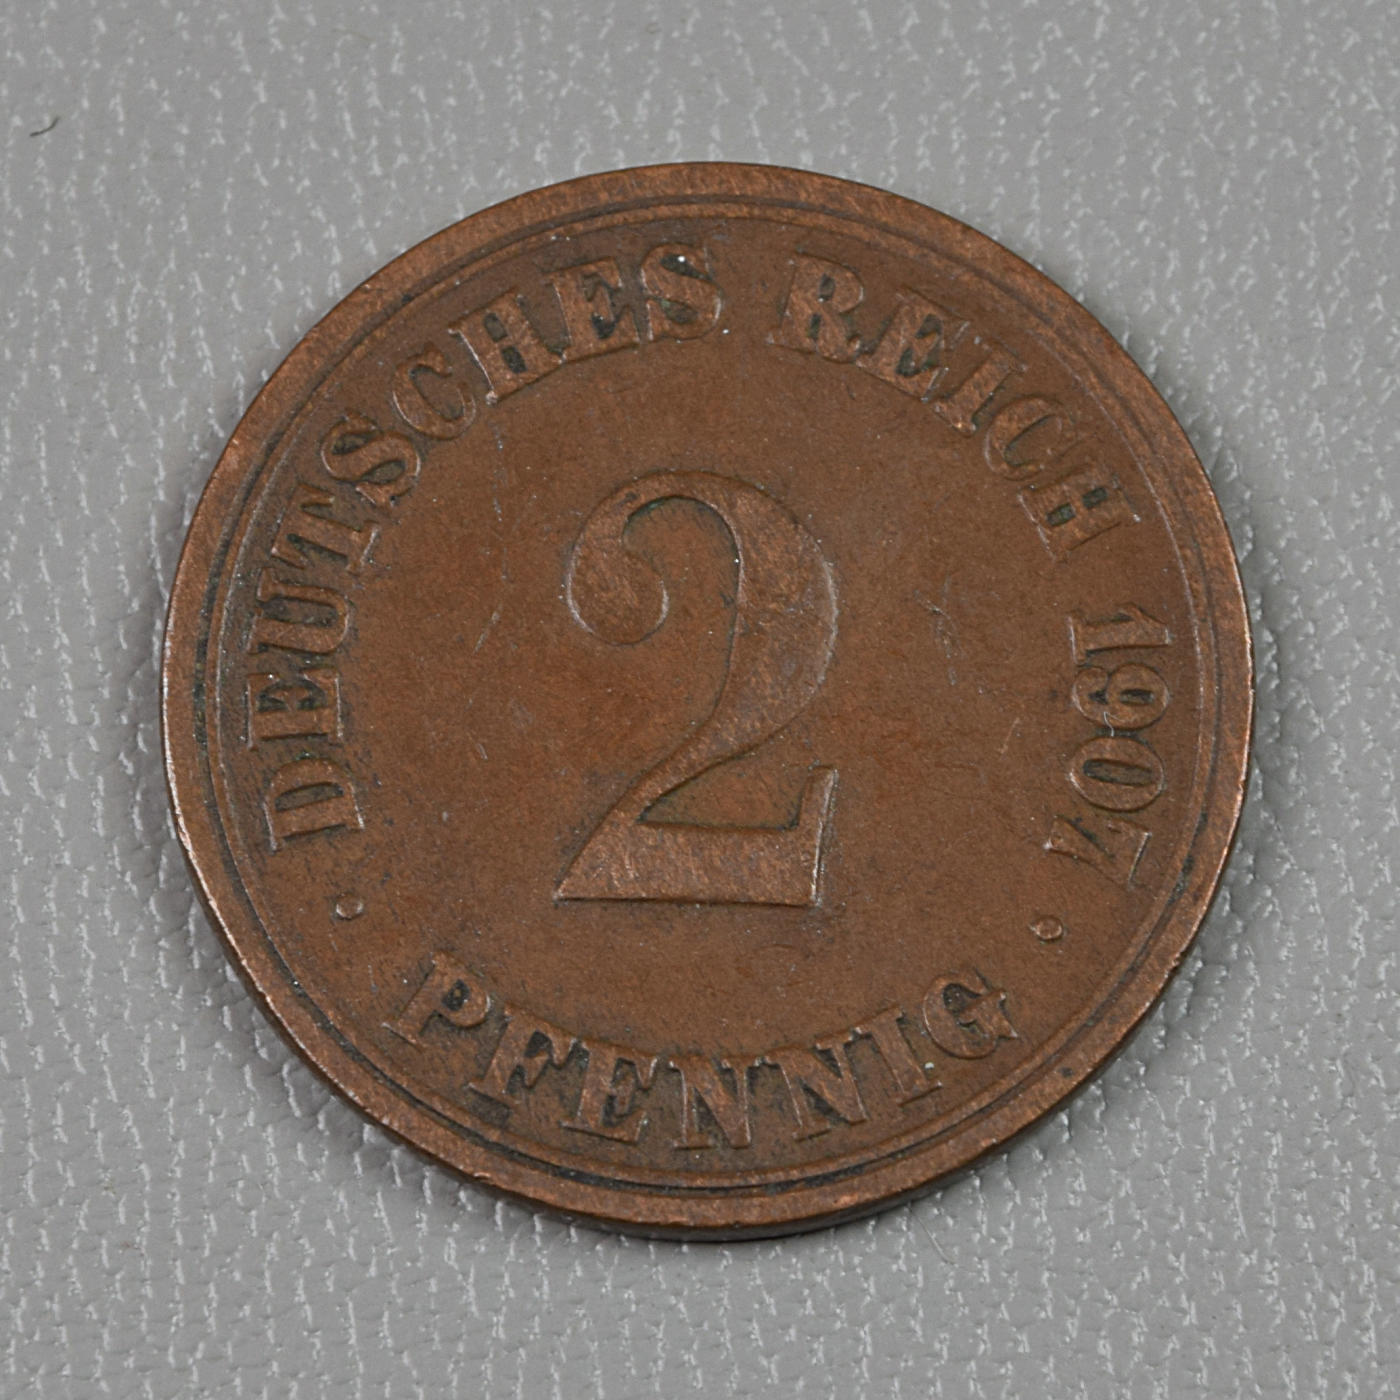 DEUTSCHES REICH 1907
2
· PFENNIG ·